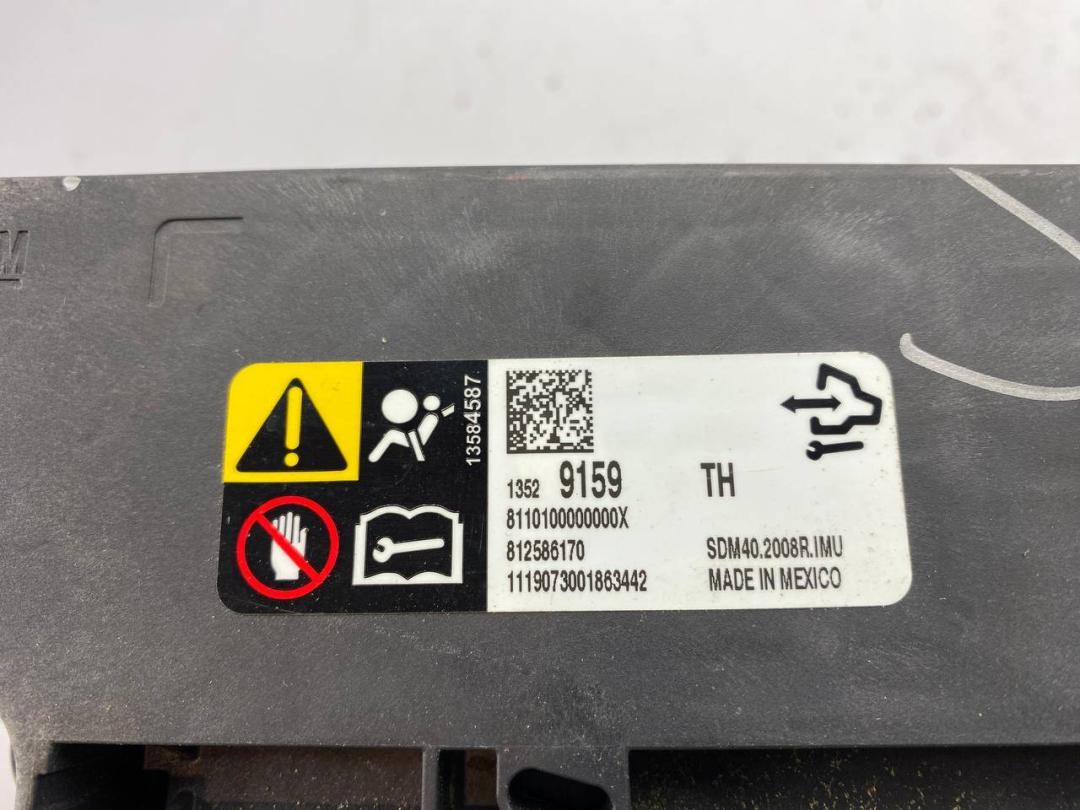 M
13584587
1352 9159 TH
8110100000000X
812586170 SDM40.2008R.IMU
1119073001863442 MADE IN MEXICO